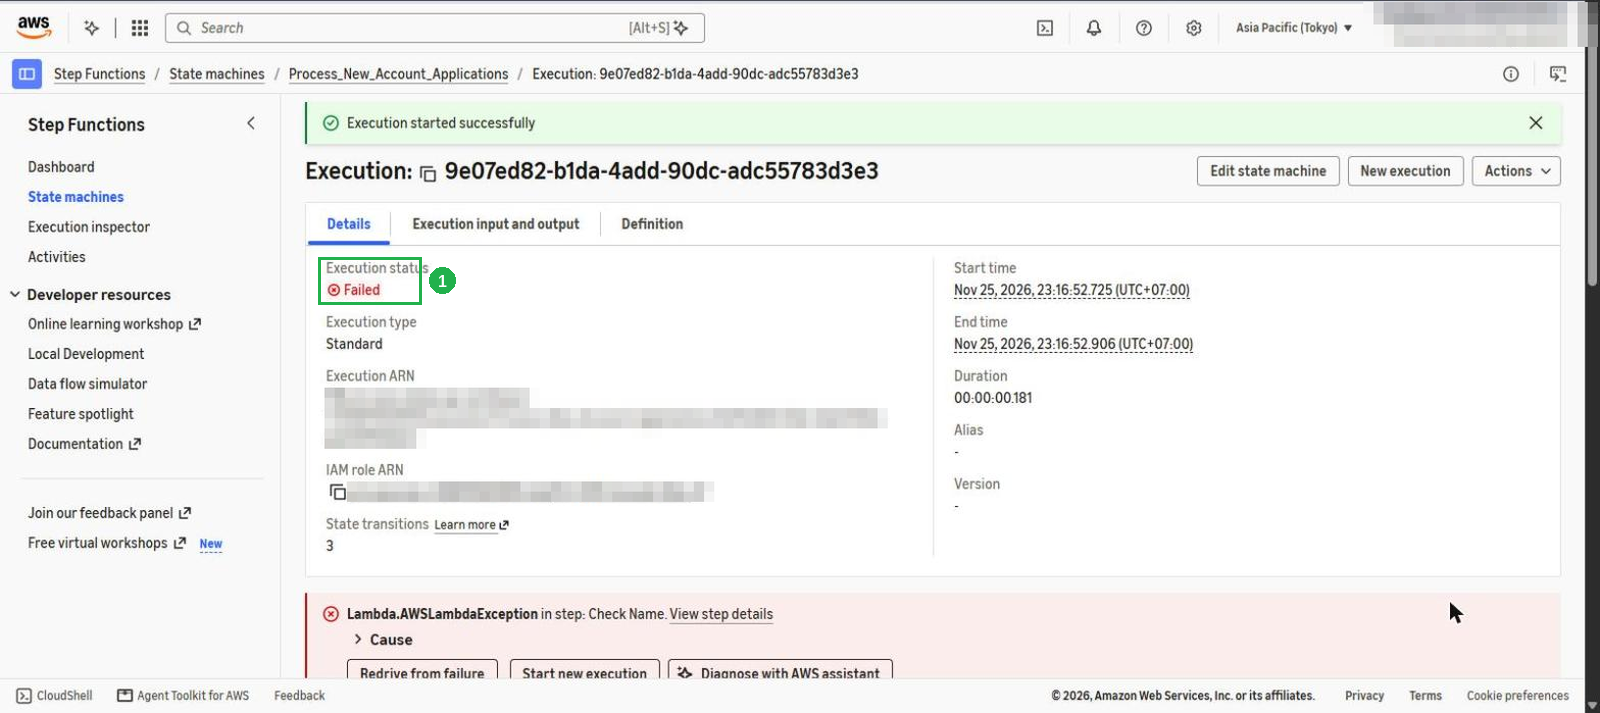 aws
Search
[Alt+S]
Asia Pacific (Tokyo)
Step Functions / State machines / Process_New_Account_Applications / Execution: 9e07ed82-b1da-4add-90dc-adc55783d3e3
Step Functions
Dashboard
State machines
Execution inspector
Activities
Developer resources
Online learning workshop
Local Development
Data flow simulator
Feature spotlight
Documentation
Join our feedback panel
Free virtual workshops New
Execution started successfully
Execution: 9e07ed82-b1da-4add-90dc-adc55783d3e3
Edit state machine
New execution
Actions
Details
Execution input and output
Definition
Execution status
Failed
1
Execution type
Standard
Execution ARN
IAM role ARN
State transitions Learn more
3
Start time
Nov 25, 2026, 23:16:52.725 (UTC+07:00)
End time
Nov 25, 2026, 23:16:52.906 (UTC+07:00)
Duration
00:00:00.181
Alias
-
Version
-
Lambda.AWSLambdaException in step: Check Name. View step details
Cause
Redrive from failure
Start new execution
Diagnose with AWS assistant
CloudShell
Agent Toolkit for AWS
Feedback
© 2026, Amazon Web Services, Inc. or its affiliates.
Privacy
Terms
Cookie preferences